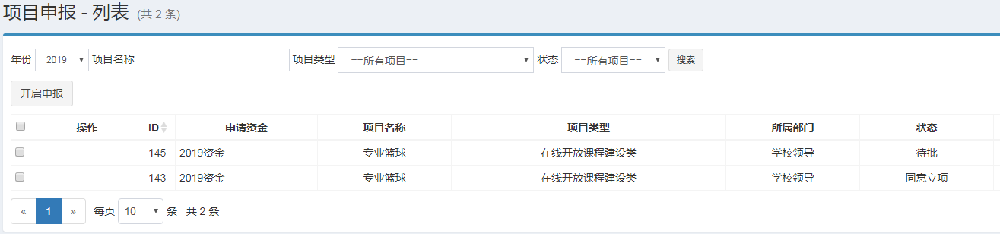 项目申报 - 列表 (共 2 条)
年份 2019 项目名称 项目类型 ==所有项目== 状态 ==所有项目== 搜索
开启申报
操作 ID 申请资金 项目名称 项目类型 所属部门 状态
145 2019资金 专业篮球 在线开放课程建设类 学校领导 待批
143 2019资金 专业篮球 在线开放课程建设类 学校领导 同意立项
« 1 » 每页 10 条 共 2 条